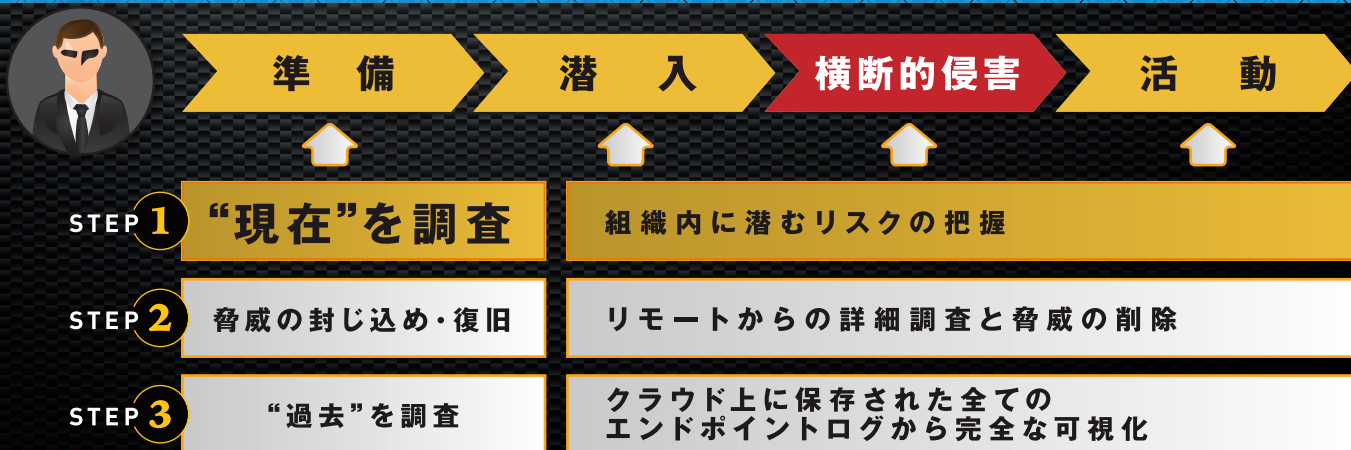 準備
潜入
横断的侵害
活動
STEP 1
“現在”を調査
組織内に潜むリスクの把握
STEP 2
脅威の封じ込め・復旧
リモートからの詳細調査と脅威の削除
STEP 3
“過去”を調査
クラウド上に保存された全ての
エンドポイントログから完全な可視化